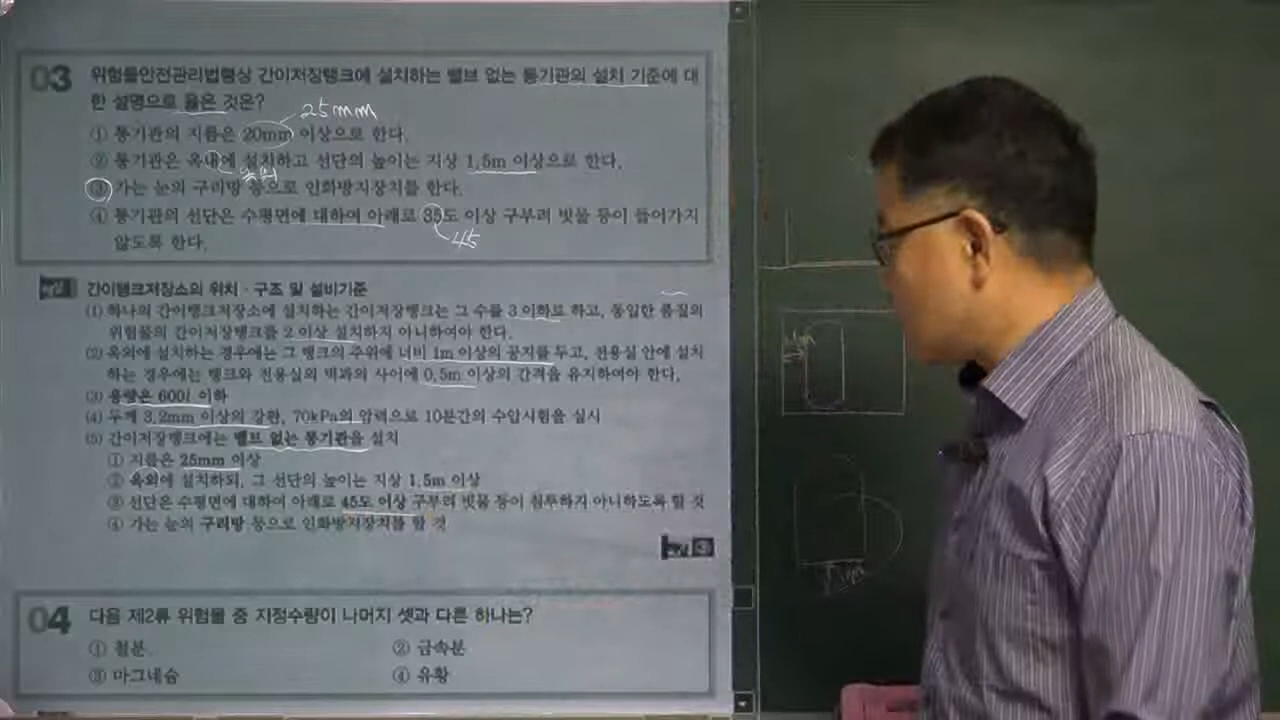 03 위험물안전관리법령상 간이저장탱크에 설치하는 밸브 없는 통기관의 설치 기준에 대
한 설명으로 옳은 것은?
25mm
① 통기관의 지름은 20mm 이상으로 한다.
② 통기관은 옥내에 설치하고 선단의 높이는 지상 1.5m 이상으로 한다.
옥외
③ 가는 눈의 구리망 등으로 인화방지장치를 한다.
④ 통기관의 선단은 수평면에 대하여 아래로 35도 이상 구부려 빗물 등이 들어가지
45
않도록 한다.
해설 간이탱크저장소의 위치·구조 및 설비기준
(1) 하나의 간이탱크저장소에 설치하는 간이저장탱크는 그 수를 3 이하로 하고, 동일한 품질의
위험물의 간이저장탱크를 2 이상 설치하지 아니하여야 한다.
(2) 옥외에 설치하는 경우에는 그 탱크의 주위에 너비 1m 이상의 공지를 두고, 전용실 안에 설치
하는 경우에는 탱크와 전용실의 벽과의 사이에 0.5m 이상의 간격을 유지하여야 한다.
(3) 용량은 600l 이하
(4) 두께 3.2mm 이상의 강판, 70kPa의 압력으로 10분간의 수압시험을 실시
(5) 간이저장탱크에는 밸브 없는 통기관을 설치
① 지름은 25mm 이상
② 옥외에 설치하되, 그 선단의 높이는 지상 1.5m 이상
③ 선단은 수평면에 대하여 아래로 45도 이상 구부려 빗물 등이 침투하지 아니하도록 할 것
④ 가는 눈의 구리망 등으로 인화방지장치를 할 것
③
04 다음 제2류 위험물 중 지정수량이 나머지 셋과 다른 하나는?
① 철분
② 금속분
③ 마그네슘
④ 유황